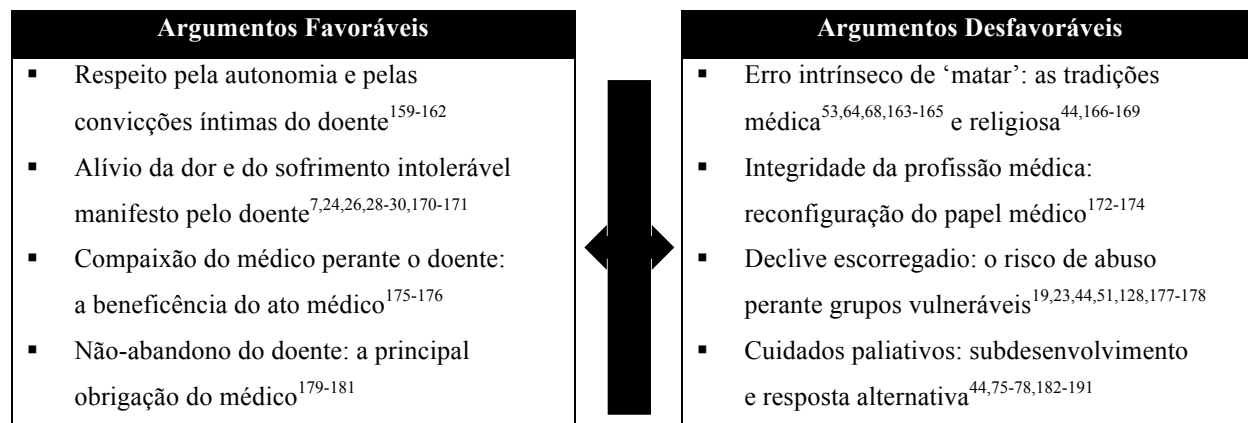 Argumentos Favoráveis
▪ Respeito pela autonomia e pelas
convicções íntimas do doente159-162
▪ Alívio da dor e do sofrimento intolerável
manifesto pelo doente7,24,26,28-30,170-171
▪ Compaixão do médico perante o doente:
a beneficência do ato médico175-176
▪ Não-abandono do doente: a principal
obrigação do médico179-181
Argumentos Desfavoráveis
▪ Erro intrínseco de ‘matar’: as tradições
médica53,64,68,163-165 e religiosa44,166-169
▪ Integridade da profissão médica:
reconfiguração do papel médico172-174
▪ Declive escorregadio: o risco de abuso
perante grupos vulneráveis19,23,44,51,128,177-178
▪ Cuidados paliativos: subdesenvolvimento
e resposta alternativa44,75-78,182-191